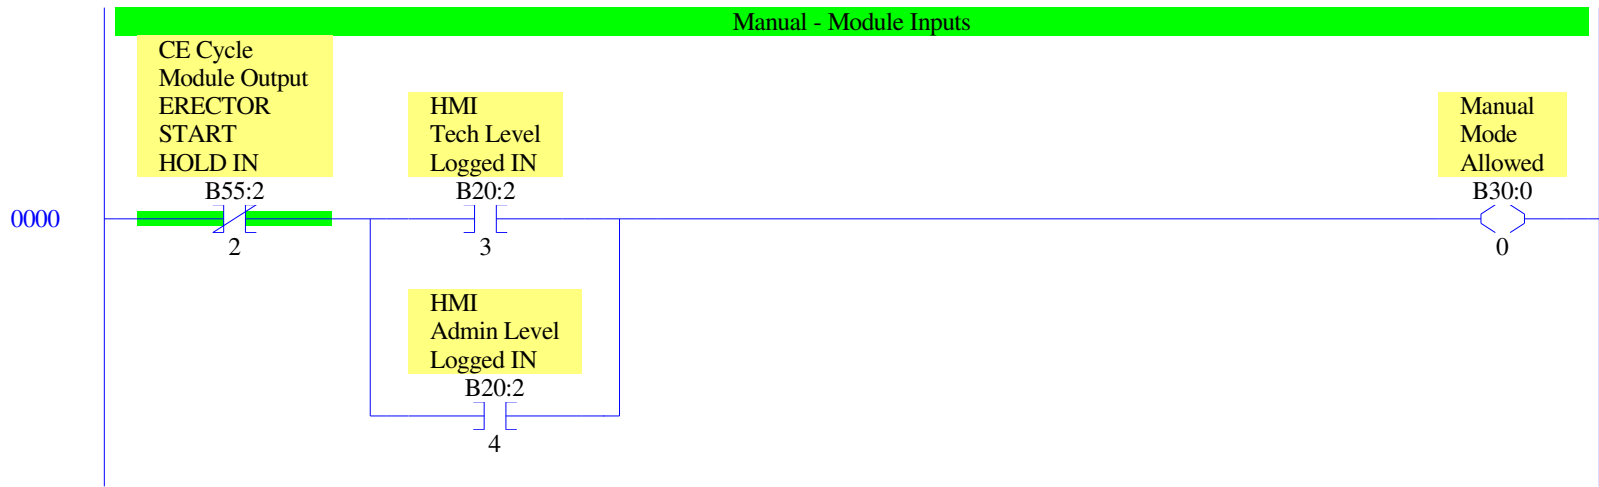 Manual - Module Inputs
CE Cycle
Module Output
ERECTOR
START
HOLD IN
B55:2
2
HMI
Tech Level
Logged IN
B20:2
3
HMI
Admin Level
Logged IN
B20:2
4
Manual
Mode
Allowed
B30:0
0
0000